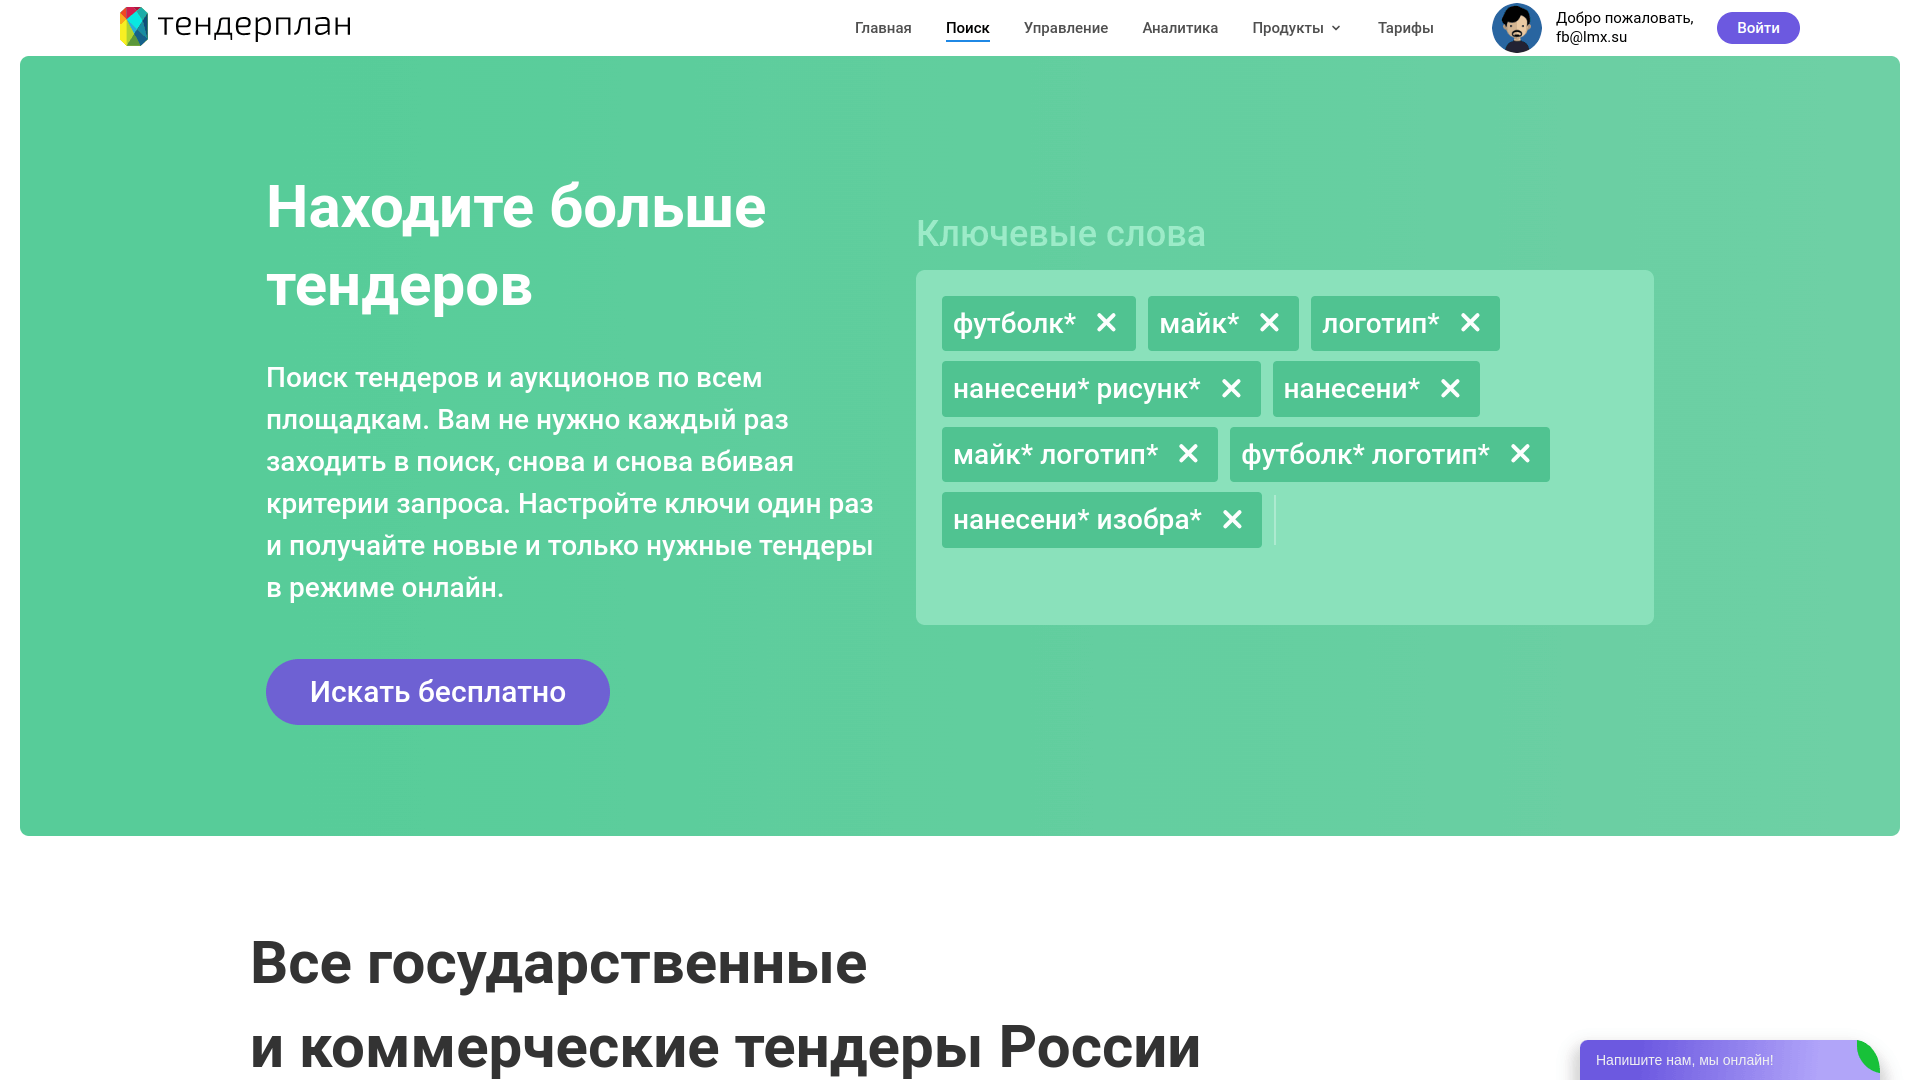 тендерплан
Главная
Поиск
Управление
Аналитика
Продукты
Тарифы
Добро пожаловать,
fb@lmx.su
Войти
Находите больше
тендеров
Поиск тендеров и аукционов по всем
площадкам. Вам не нужно каждый раз
заходить в поиск, снова и снова вбивая
критерии запроса. Настройте ключи один раз
и получайте новые и только нужные тендеры
в режиме онлайн.
Искать бесплатно
Ключевые слова
футболк* майк* логотип*
нанесени* рисунк* нанесени*
майк* логотип* футболк* логотип*
нанесени* изобра*
Все государственные
и коммерческие тендеры России
Напишите нам, мы онлайн!